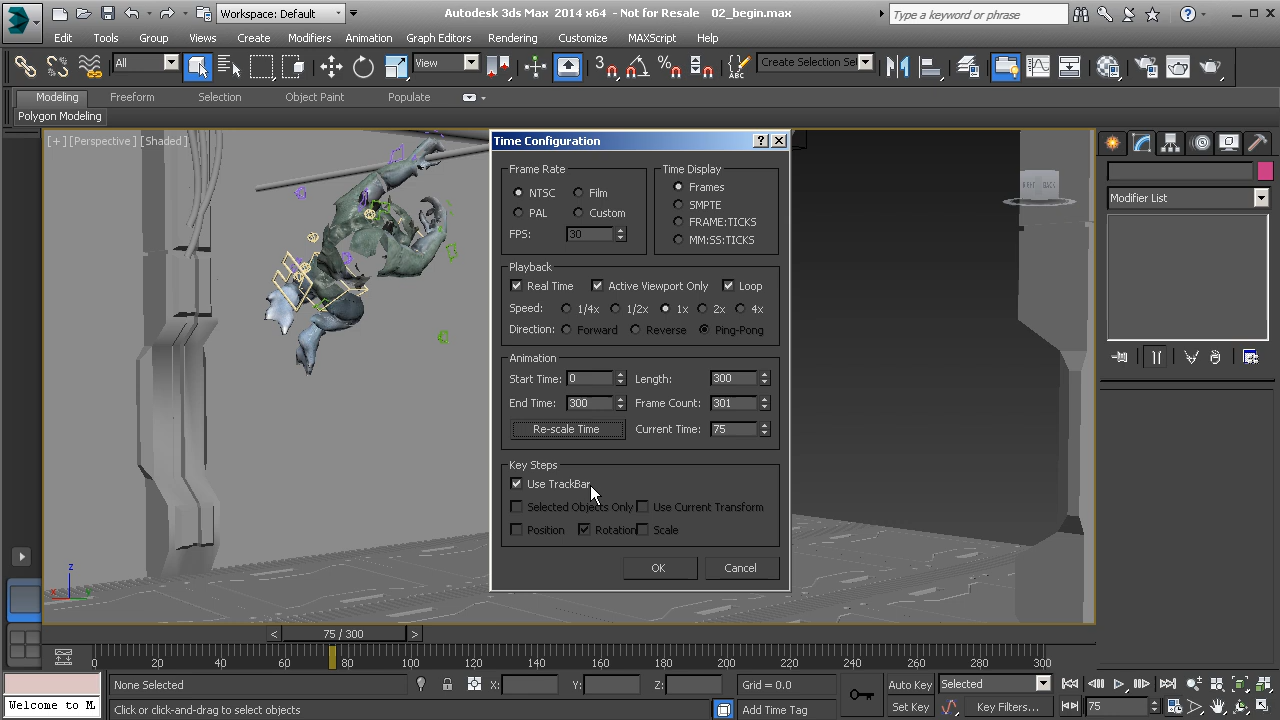 Workspace: Default
Autodesk 3ds Max 2014 x64 - Not for Resale 02_begin.max
Type a keyword or phrase
Edit Tools Group Views Create Modifiers Animation Graph Editors Rendering Customize MAXScript Help
All
View
Create Selection Se
Modeling Freeform Selection Object Paint Populate
Polygon Modeling
[+] [Perspective] [Shaded]
Time Configuration
Frame Rate
NTSC Film
PAL Custom
FPS: 30
Time Display
Frames
SMPTE
FRAME:TICKS
MM:SS:TICKS
Playback
Real Time Active Viewport Only Loop
Speed: 1/4x 1/2x 1x 2x 4x
Direction: Forward Reverse Ping-Pong
Animation
Start Time: 0 Length: 300
End Time: 300 Frame Count: 301
Re-scale Time Current Time: 75
Key Steps
Use TrackBar
Selected Objects Only Use Current Transform
Position Rotation Scale
OK Cancel
Modifier List
z
x y
< 75 / 300 >
0 20 40 60 80 100 120 140 160 180 200 220 240 260 280 300
None Selected X: Y: Z: Grid = 0.0 Auto Key Selected
Welcome to M. Click or click-and-drag to select objects Add Time Tag Set Key Key Filters... 75